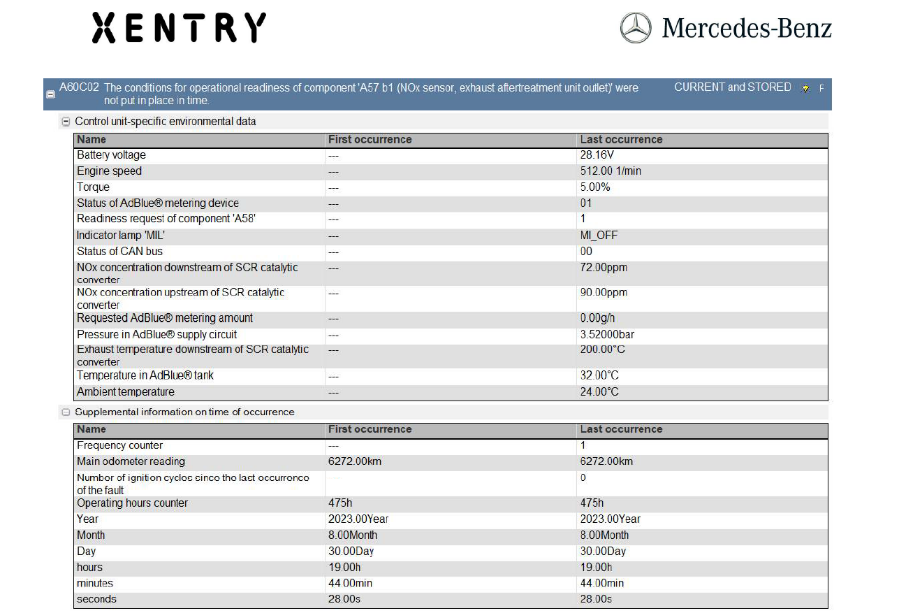 XENTRY
Mercedes-Benz
A60C02 The conditions for operational readiness of component 'A57 b1 (NOx sensor, exhaust aftertreatment unit outlet)' were CURRENT and STORED F
not put in place in time.
Control unit-specific environmental data
Name First occurrence Last occurrence
Battery voltage --- 28.16V
Engine speed --- 512.00 1/min
Torque --- 5.00%
Status of AdBlue® metering device --- 01
Readiness request of component 'A58' --- 1
Indicator lamp 'MIL' --- MI_OFF
Status of CAN bus --- 00
NOx concentration downstream of SCR catalytic --- 72.00ppm
converter
NOx concentration upstream of SCR catalytic --- 90.00ppm
converter
Requested AdBlue® metering amount --- 0.00g/h
Pressure in AdBlue® supply circuit --- 3.52000bar
Exhaust temperature downstream of SCR catalytic --- 200.00°C
converter
Temperature in AdBlue® tank --- 32.00°C
Ambient temperature --- 24.00°C
Supplemental information on time of occurrence
Name First occurrence Last occurrence
Frequency counter --- 1
Main odometer reading 6272.00km 6272.00km
Number of ignition cycles since the last occurrence --- 0
of the fault
Operating hours counter 475h 475h
Year 2023.00Year 2023.00Year
Month 8.00Month 8.00Month
Day 30.00Day 30.00Day
hours 19.00h 19.00h
minutes 44.00min 44.00min
seconds 28.00s 28.00s